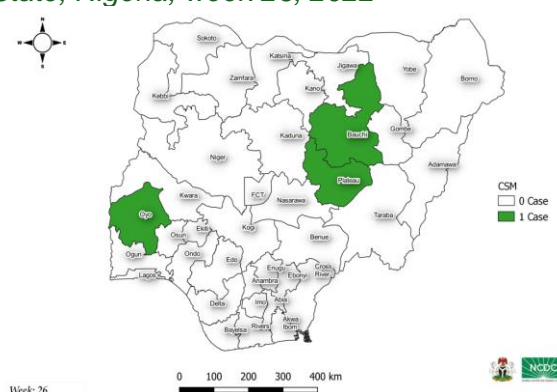 State, Nigeria, week 26, 2022
N
W E
S
Sokoto
Katsina
Jigawa
Yobe
Borno
Zamfara
Kebbi
Kano
Kaduna
Bauchi
Gombe
Adamawa
Niger
Plateau
FCT
Nasarawa
Taraba
Kwara
Oyo
Kogi
Benue
Osun
Ekiti
Ogun
Ondo
Edo
Lagos
Enugu
Ebonyi
Cross
River
Anambra
Delta
Imo
Abia
Bayelsa
Rivers
Akwa
Ibom
CSM
0 Case
1 Case
Week: 26
0 100 200 300 400 km
NCDC